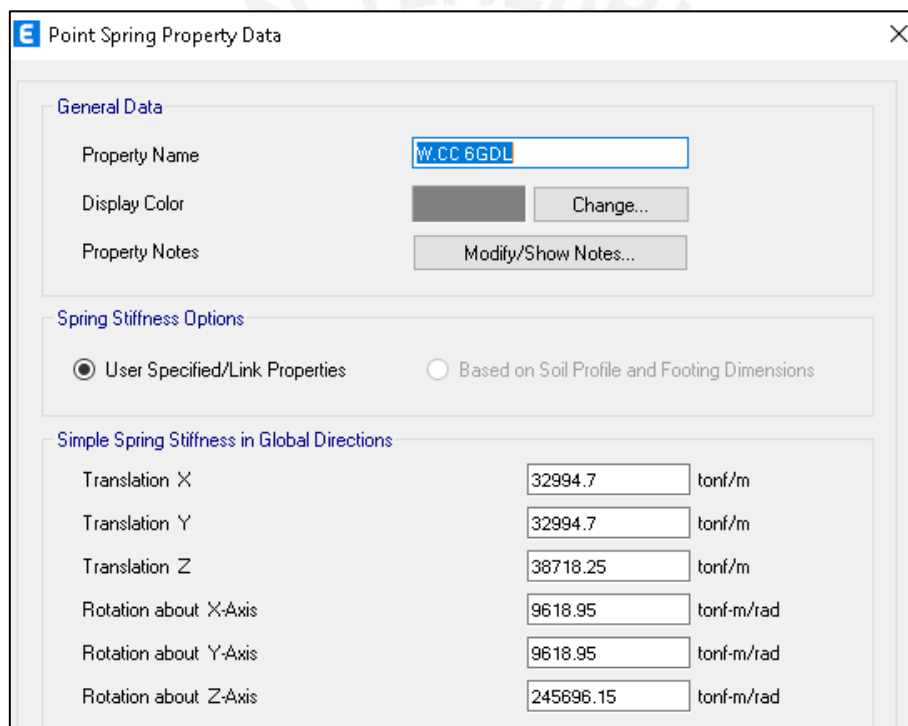 E Point Spring Property Data
General Data
Property Name W.CC 6GDL
Display Color Change...
Property Notes Modify/Show Notes...
Spring Stiffness Options
User Specified/Link Properties Based on Soil Profile and Footing Dimensions
Simple Spring Stiffness in Global Directions
Translation X 32994.7 tonf/m
Translation Y 32994.7 tonf/m
Translation Z 38718.25 tonf/m
Rotation about X-Axis 9618.95 tonf-m/rad
Rotation about Y-Axis 9618.95 tonf-m/rad
Rotation about Z-Axis 245696.15 tonf-m/rad